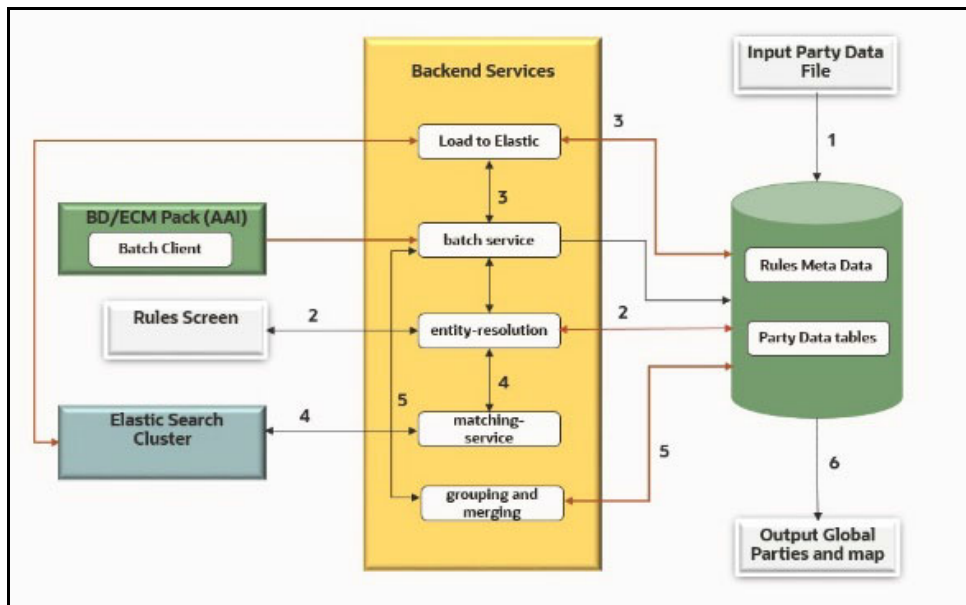 Backend Services
Input Party Data
File
1
Load to Elastic
3
3
BD/ECM Pack (AAI)
Batch Client
batch service
Rules Meta Data
Rules Screen
2
entity-resolution
2
Party Data tables
4
Elastic Search
Cluster
4
5
matching-
service
5
6
grouping and
merging
Output Global
Parties and map